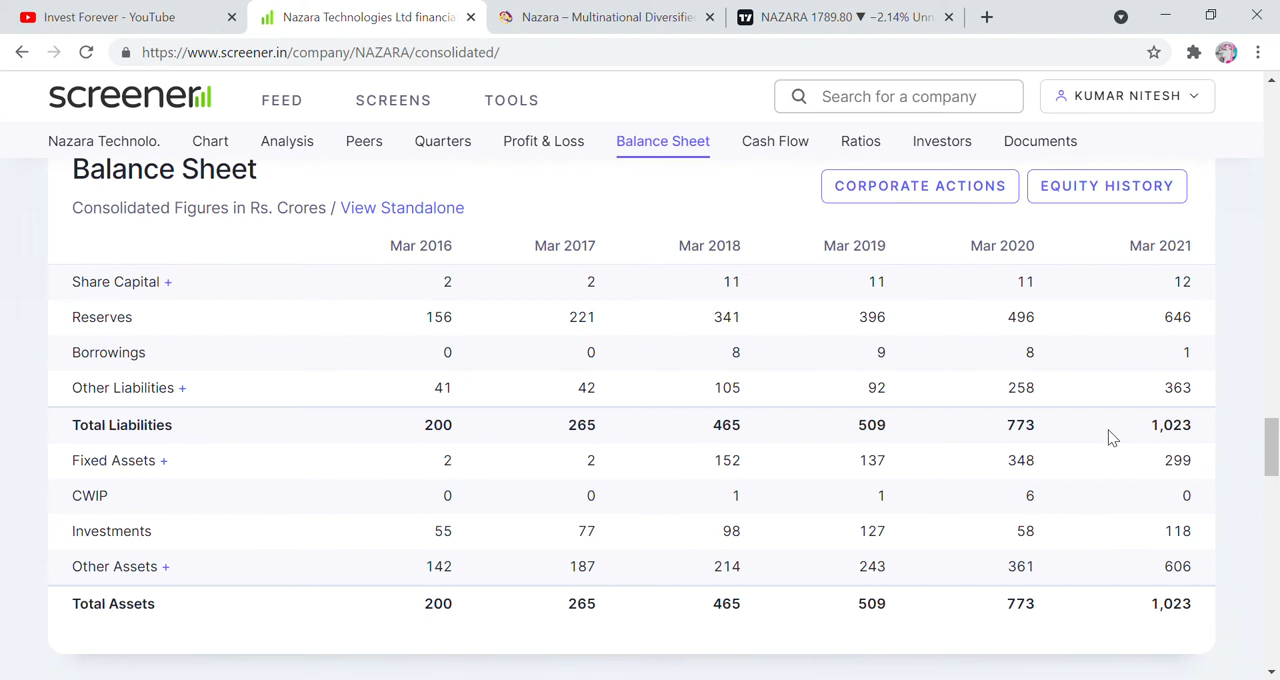 Invest Forever - YouTube
Nazara Technologies Ltd financia
Nazara – Multinational Diversifie
NAZARA 1789.80 ▼ −2.14% Unn
https://www.screener.in/company/NAZARA/consolidated/
screener
FEED SCREENS TOOLS
Search for a company
KUMAR NITESH
Nazara Technolo. Chart Analysis Peers Quarters Profit & Loss Balance Sheet Cash Flow Ratios Investors Documents
Balance Sheet
CORPORATE ACTIONS EQUITY HISTORY
Consolidated Figures in Rs. Crores / View Standalone
Mar 2016 Mar 2017 Mar 2018 Mar 2019 Mar 2020 Mar 2021
Share Capital + 2 2 11 11 11 12
Reserves 156 221 341 396 496 646
Borrowings 0 0 8 9 8 1
Other Liabilities + 41 42 105 92 258 363
Total Liabilities 200 265 465 509 773 1,023
Fixed Assets + 2 2 152 137 348 299
CWIP 0 0 1 1 6 0
Investments 55 77 98 127 58 118
Other Assets + 142 187 214 243 361 606
Total Assets 200 265 465 509 773 1,023